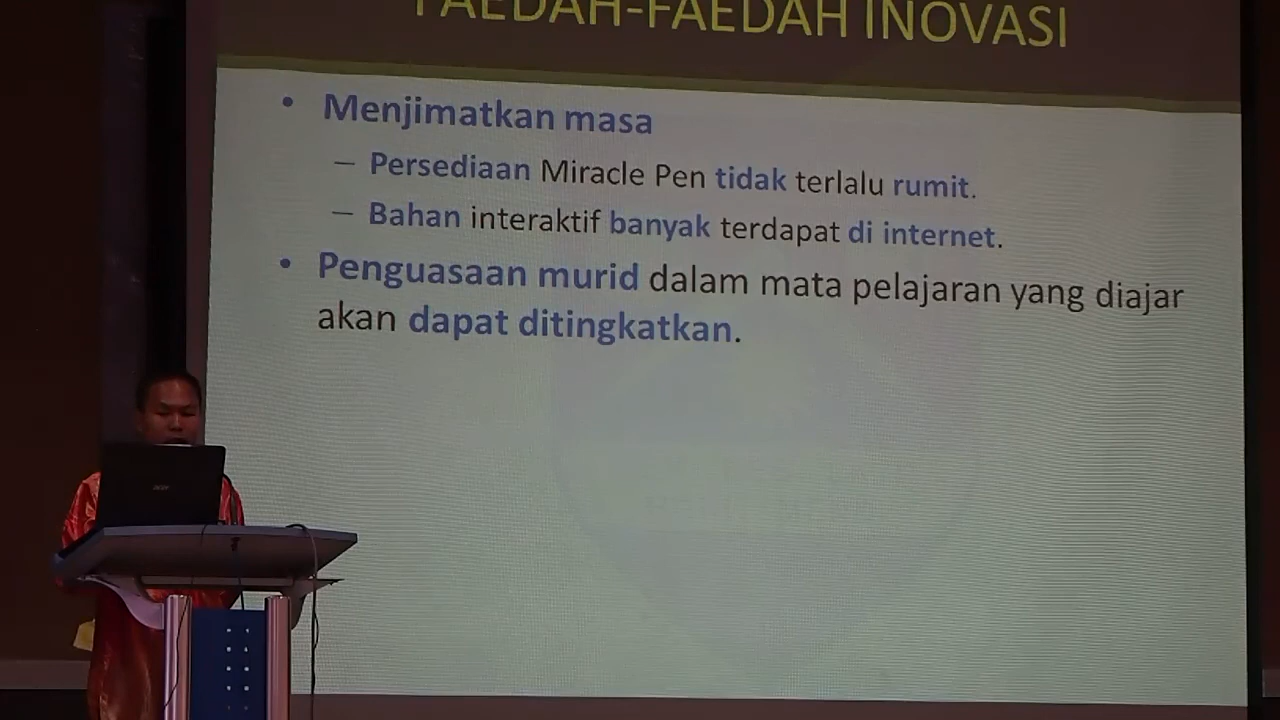 FAEDAH-FAEDAH INOVASI
• Menjimatkan masa
– Persediaan Miracle Pen tidak terlalu rumit.
– Bahan interaktif banyak terdapat di internet.
• Penguasaan murid dalam mata pelajaran yang diajar
akan dapat ditingkatkan.
acer